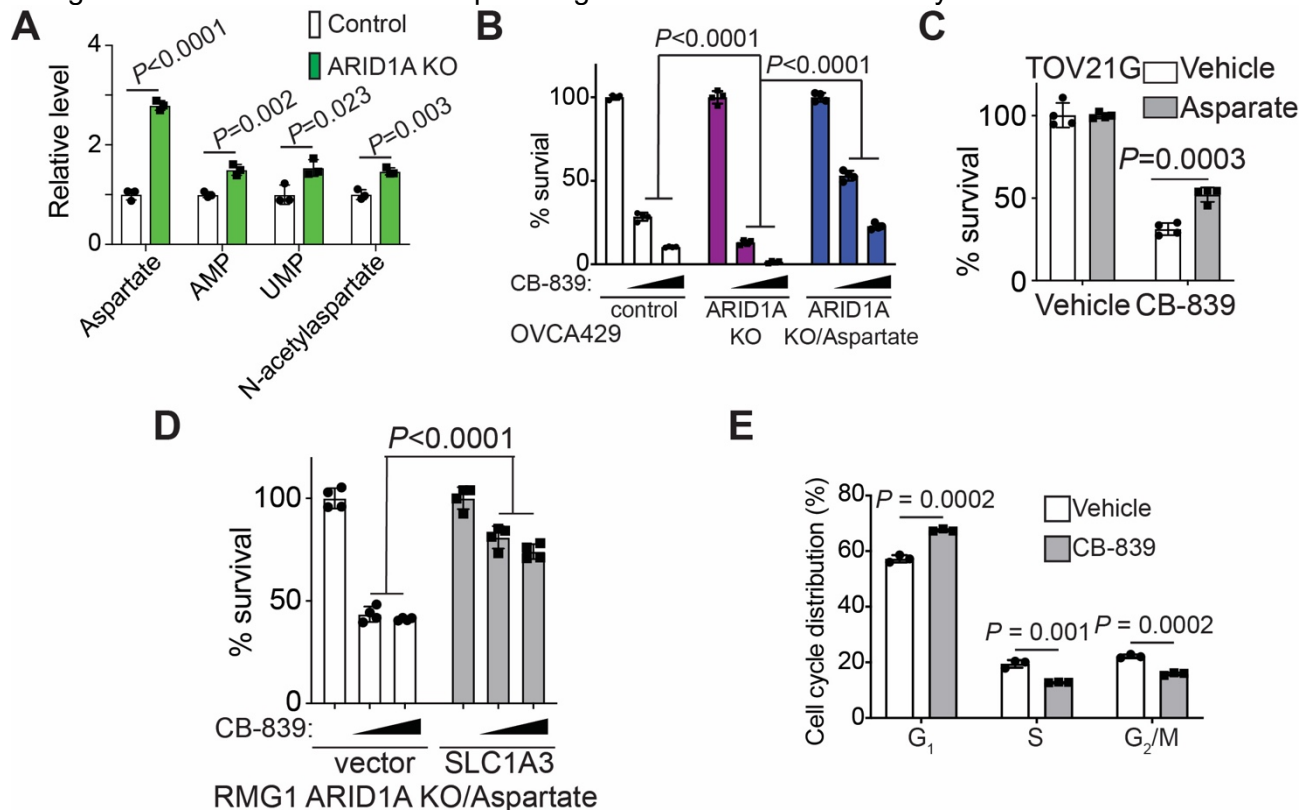 A
Relative level
4
2
0
P<0.0001
P=0.002
P=0.023
P=0.003
Control
ARID1A KO
Aspartate
AMP
UMP
N-acetylaspartate
B
% survial
100
50
0
P<0.0001
P<0.0001
CB-839:
control
ARID1A
KO
ARID1A
KO/Aspartate
OVCA429
C
TOV21G
Vehicle
Asparate
% survival
100
50
0
P=0.0003
Vehicle
CB-839
D
% survival
100
50
0
P<0.0001
CB-839:
vector
SLC1A3
RMG1 ARID1A KO/Aspartate
E
Cell cycle distribution (%)
80
60
40
20
0
P = 0.0002
P = 0.001
P = 0.0002
Vehicle
CB-839
G1
S
G2/M